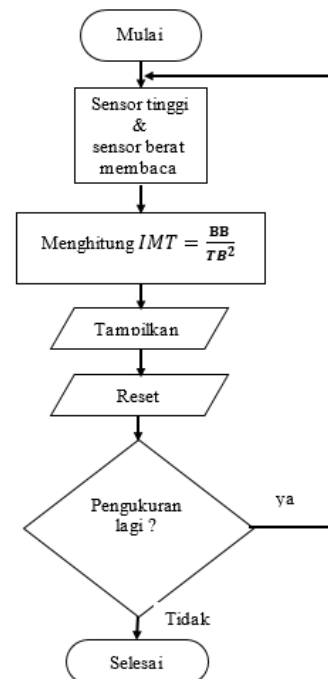 Mulai
Sensor tinggi
&
sensor berat
membaca
Menghitung IMT = BB/TB²
Tampilkan
Reset
Pengukuran
lagi ?
ya
Tidak
Selesai